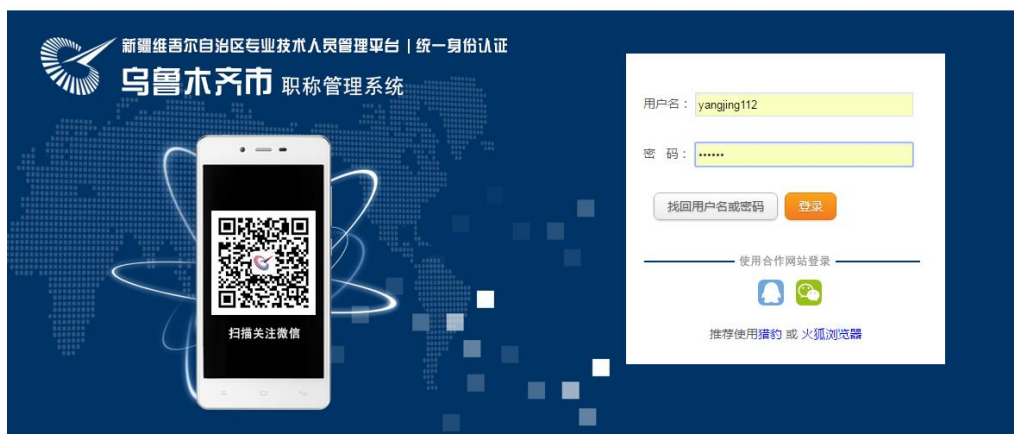 新疆维吾尔自治区专业技术人员管理平台 | 统一身份认证
乌鲁木齐市 职称管理系统
用户名： yangjing112
密 码： ••••••
找回用户名或密码 登录
使用合作网站登录
扫描关注微信
推荐使用猎豹 或 火狐浏览器